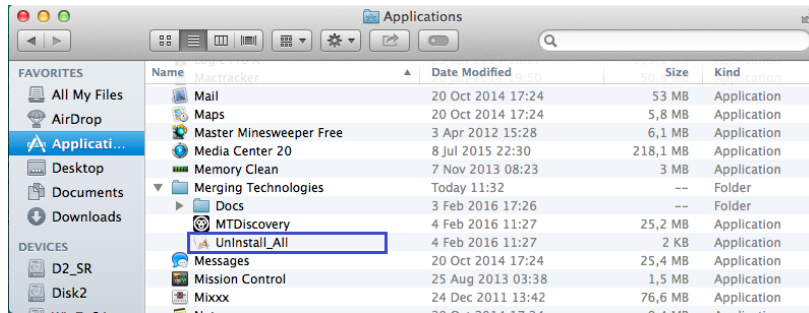 Applications
FAVORITES
All My Files
AirDrop
Applicati...
Desktop
Documents
Downloads
DEVICES
D2_SR
Disk2
Name Date Modified Size Kind
Mactracker
Mail 20 Oct 2014 17:24 53 MB Application
Maps 20 Oct 2014 17:24 5,8 MB Application
Master Minesweeper Free 3 Apr 2012 15:28 6,1 MB Application
Media Center 20 8 Jul 2015 22:30 218,1 MB Application
Memory Clean 7 Nov 2013 08:23 3 MB Application
Merging Technologies Today 11:32 -- Folder
Docs 3 Feb 2016 17:26 -- Folder
MTDiscovery 4 Feb 2016 11:27 25,2 MB Application
UnInstall_All 4 Feb 2016 11:27 2 KB Application
Messages 20 Oct 2014 17:24 25,4 MB Application
Mission Control 25 Aug 2013 03:38 1,5 MB Application
Mixxx 24 Dec 2011 13:42 76,6 MB Application